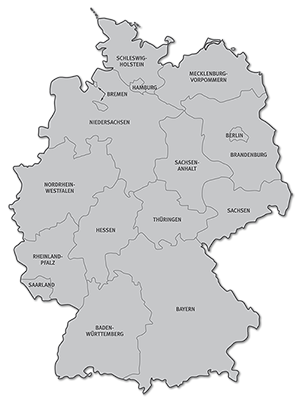 SCHLESWIG-
HOLSTEIN
MECKLENBURG-
VORPOMMERN
HAMBURG
BREMEN
NIEDERSACHSEN
BERLIN
BRANDENBURG
SACHSEN-
ANHALT
NORDRHEIN-
WESTFALEN
SACHSEN
THÜRINGEN
HESSEN
RHEINLAND-
PFALZ
SAARLAND
BAYERN
BADEN-
WÜRTTEMBERG